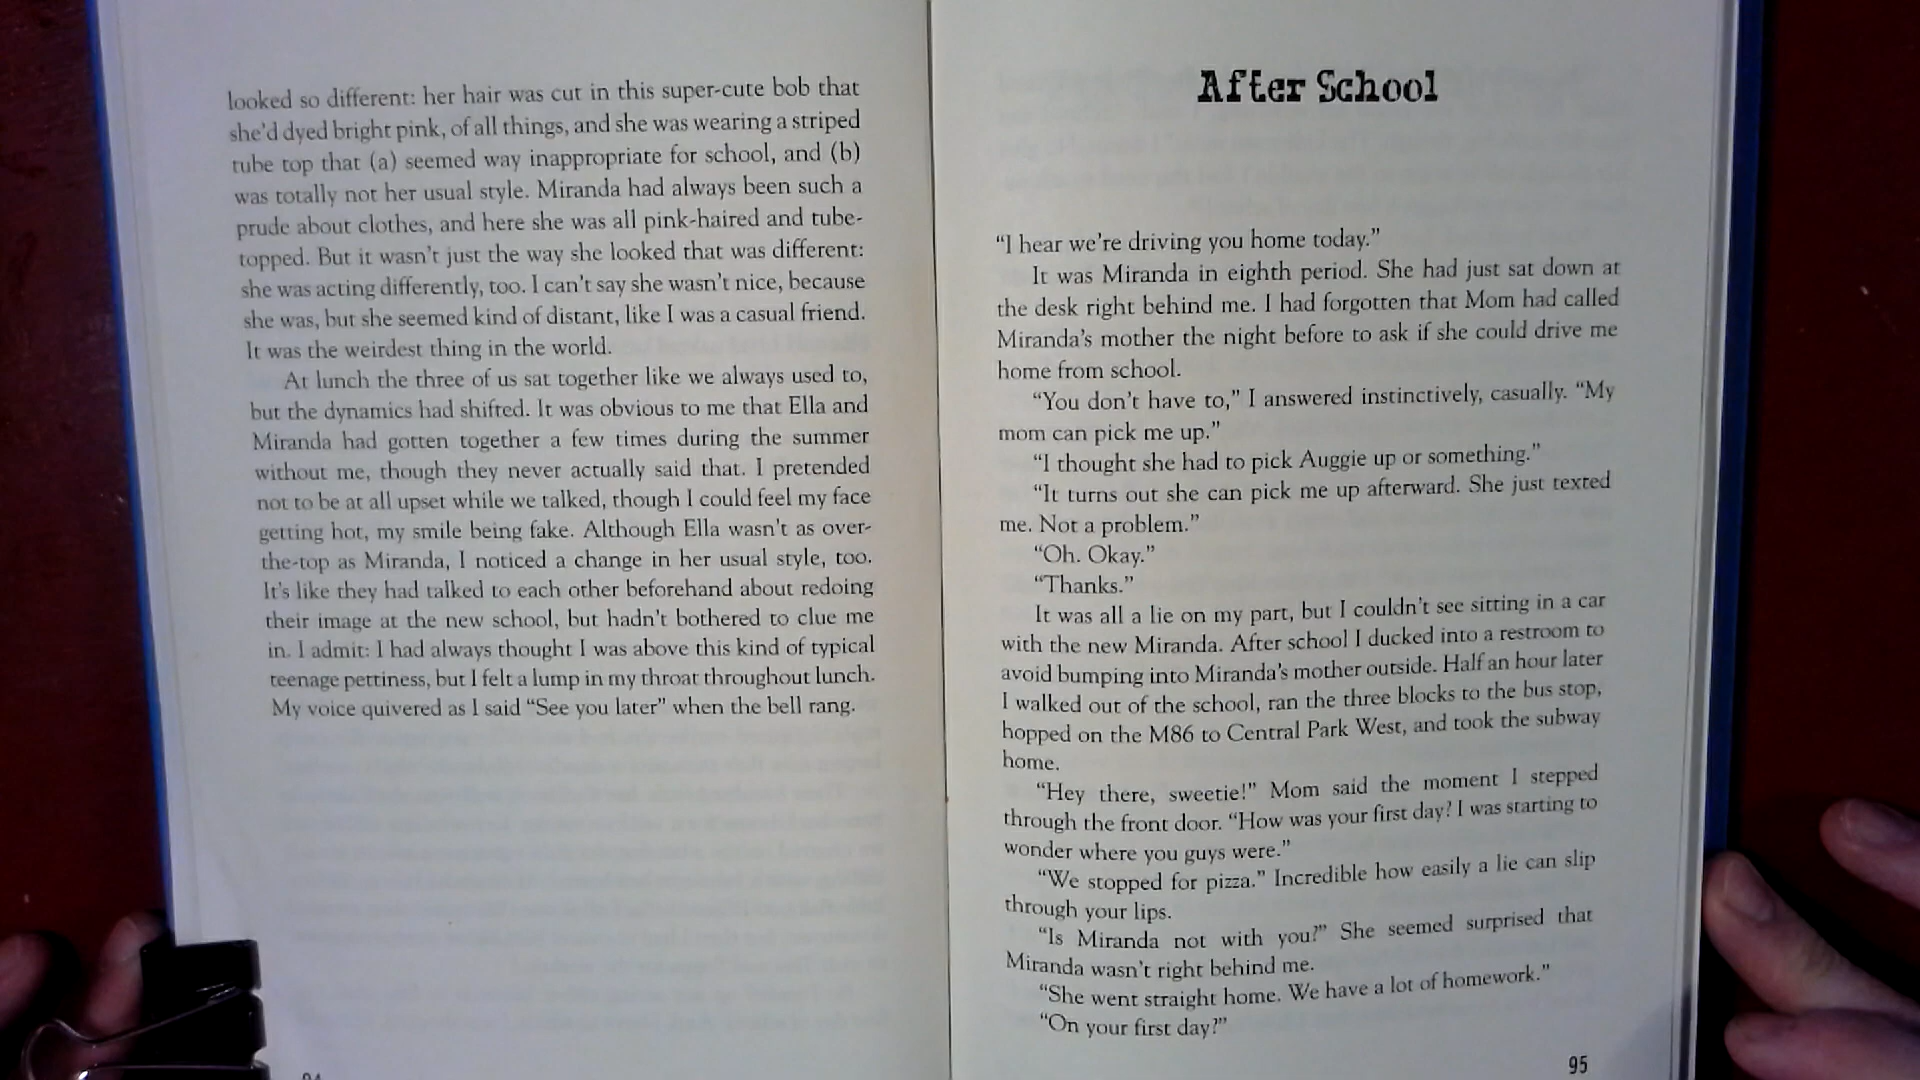 looked so different: her hair was cut in this super-cute bob that
she'd dyed bright pink, of all things, and she was wearing a striped
tube top that (a) seemed way inappropriate for school, and (b)
was totally not her usual style. Miranda had always been such a
prude about clothes, and here she was all pink-haired and tube-
topped. But it wasn't just the way she looked that was different:
she was acting differently, too. I can't say she wasn't nice, because
she was, but she seemed kind of distant, like I was a casual friend.
It was the weirdest thing in the world.
At lunch the three of us sat together like we always used to,
but the dynamics had shifted. It was obvious to me that Ella and
Miranda had gotten together a few times during the summer
without me, though they never actually said that. I pretended
not to be at all upset while we talked, though I could feel my face
getting hot, my smile being fake. Although Ella wasn't as over-
the-top as Miranda, I noticed a change in her usual style, too.
It's like they had talked to each other beforehand about redoing
their image at the new school, but hadn't bothered to clue me
in. I admit: I had always thought I was above this kind of typical
teenage pettiness, but I felt a lump in my throat throughout lunch.
My voice quivered as I said “See you later” when the bell rang.
After School
“I hear we're driving you home today.”
It was Miranda in eighth period. She had just sat down at
the desk right behind me. I had forgotten that Mom had called
Miranda's mother the night before to ask if she could drive me
home from school.
“You don't have to,” I answered instinctively, casually. “My
mom can pick me up.”
“I thought she had to pick Auggie up or something.”
“It turns out she can pick me up afterward. She just texted
me. Not a problem.”
“Oh. Okay.”
“Thanks.”
It was all a lie on my part, but I couldn't see sitting in a car
with the new Miranda. After school I ducked into a restroom to
avoid bumping into Miranda's mother outside. Half an hour later
I walked out of the school, ran the three blocks to the bus stop,
hopped on the M86 to Central Park West, and took the subway
home.
“Hey there, sweetie!” Mom said the moment I stepped
through the front door. “How was your first day? I was starting to
wonder where you guys were.”
“We stopped for pizza.” Incredible how easily a lie can slip
through your lips.
“Is Miranda not with you?” She seemed surprised that
Miranda wasn't right behind me.
“She went straight home. We have a lot of homework.”
“On your first day?”
95